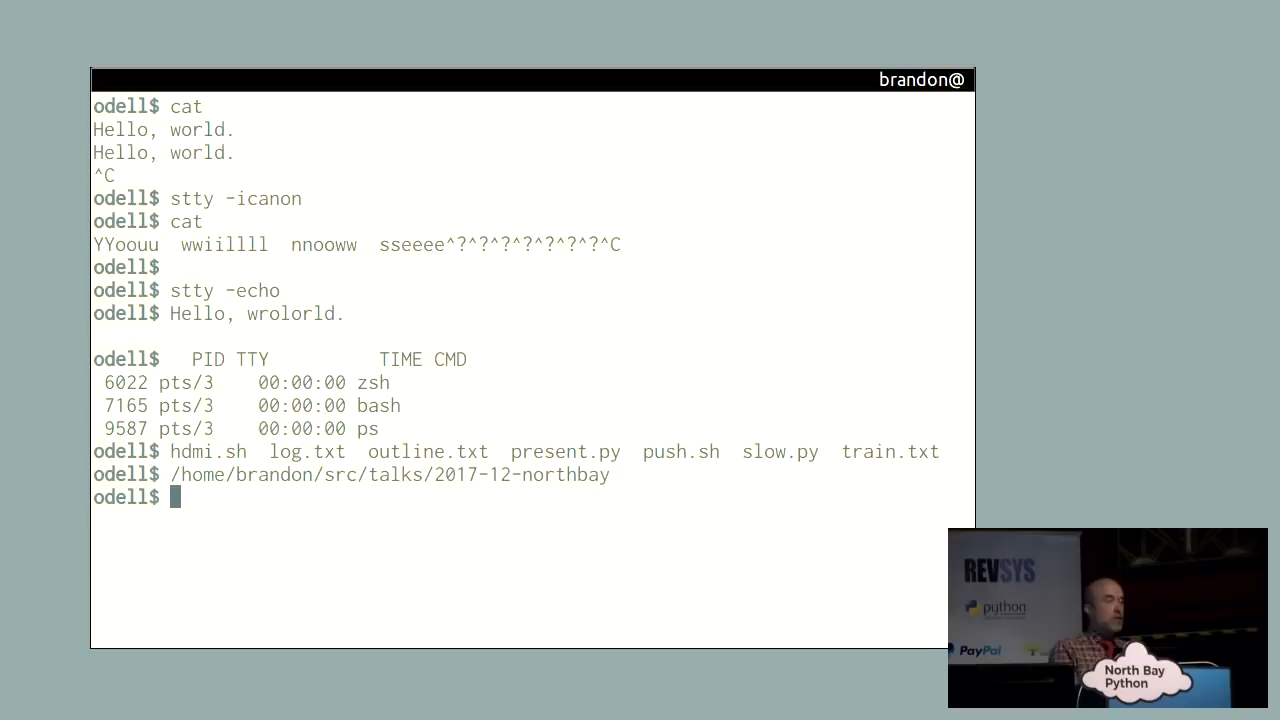 brandon@
odell$ cat
Hello, world.
Hello, world.
^C
odell$ stty -icanon
odell$ cat
YYoouu  wwiillll  nnooww  sseeee^?^?^?^?^?^?^?^C
odell$
odell$ stty -echo
odell$ Hello, wrolorld.
odell$   PID TTY          TIME CMD
 6022 pts/3    00:00:00 zsh
 7165 pts/3    00:00:00 bash
 9587 pts/3    00:00:00 ps
odell$ hdmi.sh  log.txt  outline.txt  present.py  push.sh  slow.py  train.txt
odell$ /home/brandon/src/talks/2017-12-northbay
odell$
REVSYS
python
PayPal
North Bay
Python